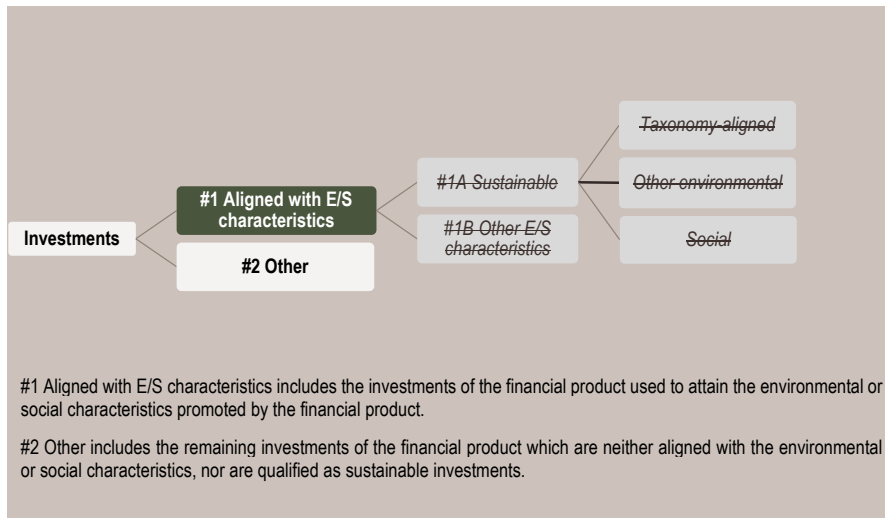 Taxonomy-aligned
#1A Sustainable
Other environmental
#1 Aligned with E/S
characteristics
#1B Other E/S
characteristics
Social
Investments
#2 Other
#1 Aligned with E/S characteristics includes the investments of the financial product used to attain the environmental or
social characteristics promoted by the financial product.
#2 Other includes the remaining investments of the financial product which are neither aligned with the environmental
or social characteristics, nor are qualified as sustainable investments.